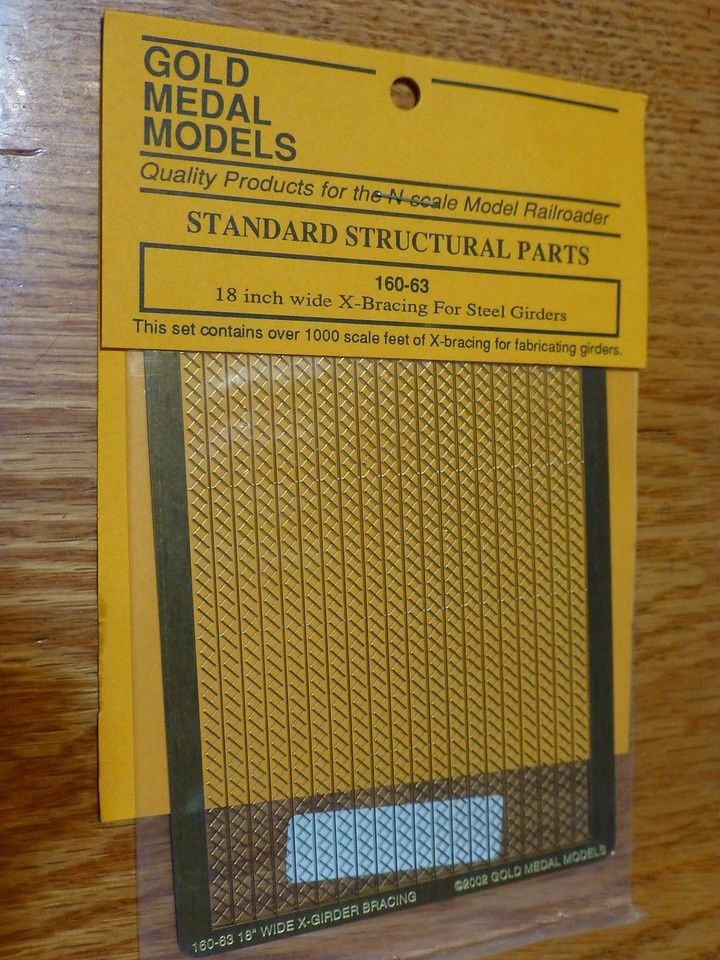 GOLD
MEDAL
MODELS
Quality Products for the N scale Model Railroader
STANDARD STRUCTURAL PARTS
160-63
18 inch wide X-Bracing For Steel Girders
This set contains over 1000 scale feet of X-bracing for fabricating girders.
160-63 18" WIDE X-GIRDER BRACING
©2002 GOLD MEDAL MODELS